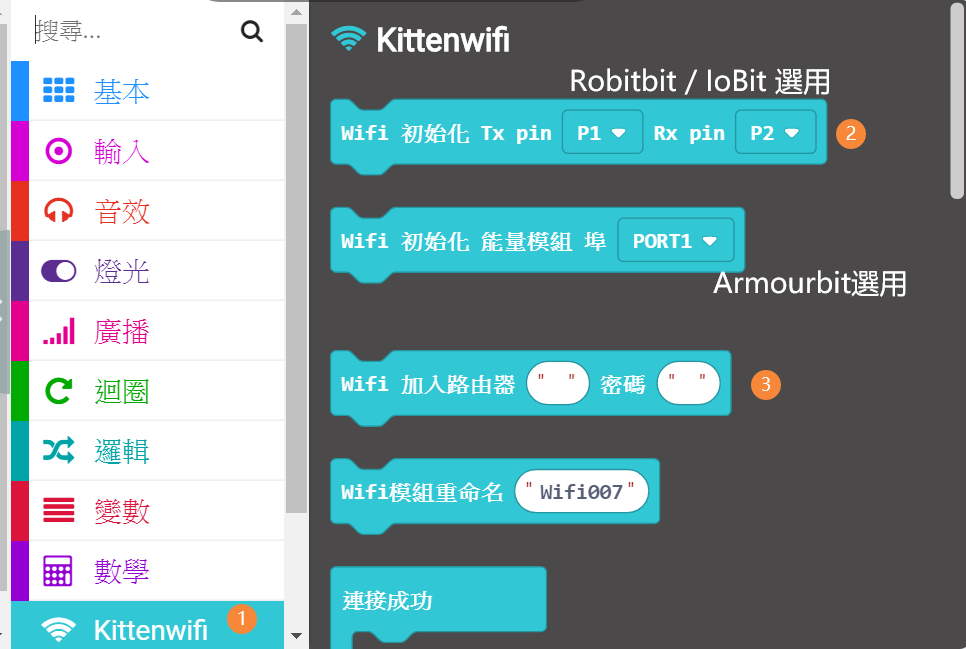 搜尋...
基本
輸入
音效
燈光
廣播
迴圈
邏輯
變數
數學
Kittenwifi 1
Kittenwifi
Robitbit / IoBit 選用
Wifi 初始化 Tx pin P1 Rx pin P2 2
Wifi 初始化 能量模組 埠 PORT1
Armourbit選用
Wifi 加入路由器 " " 密碼 " " 3
Wifi模組重命名 "Wifi007"
連接成功